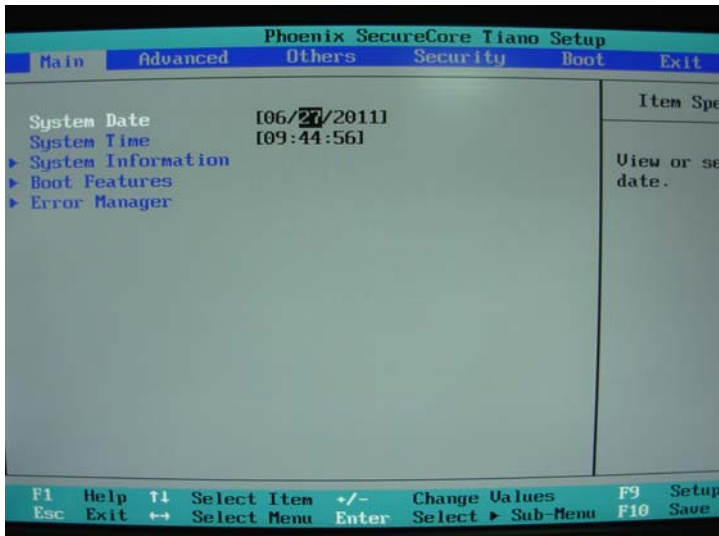 Phoenix SecureCore Tiano Setup
Main Advanced Others Security Boot Exit
Item Spe
System Date [06/27/2011]
System Time [09:44:56]
▶ System Information
▶ Boot Features
▶ Error Manager
View or se
date.
F1 Help ↑↓ Select Item +/- Change Values F9 Setup
Esc Exit ↔ Select Menu Enter Select ▶ Sub-Menu F10 Save